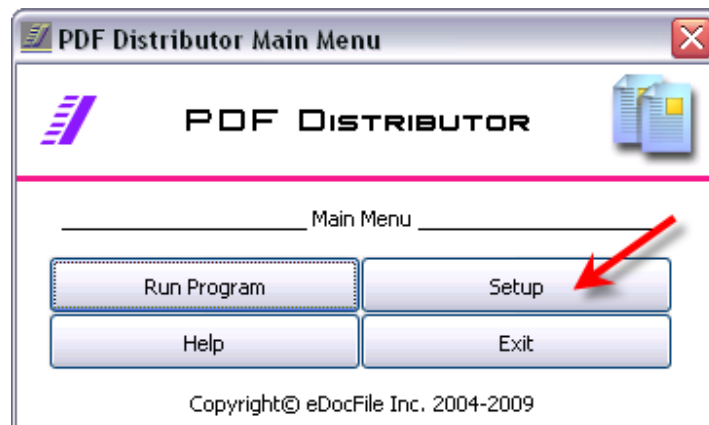 PDF Distributor Main Menu
PDF Distributor
Main Menu
Run Program Setup
Help Exit
Copyright© eDocFile Inc. 2004-2009